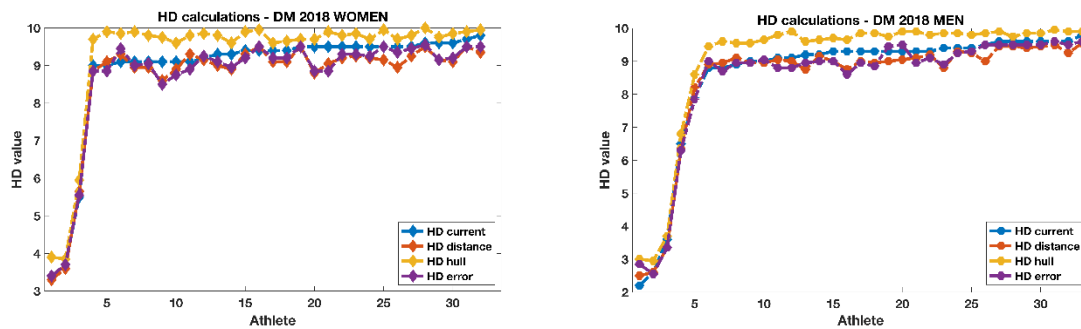 HD calculations - DM 2018 WOMEN
10
9
8
7
6
5
4
3
HD value
5
10
15
20
25
30
Athlete
HD current
HD distance
HD hull
HD error
HD calculations - DM 2018 MEN
10
9
8
7
6
5
4
3
2
HD value
5
10
15
20
25
30
Athlete
HD current
HD distance
HD hull
HD error